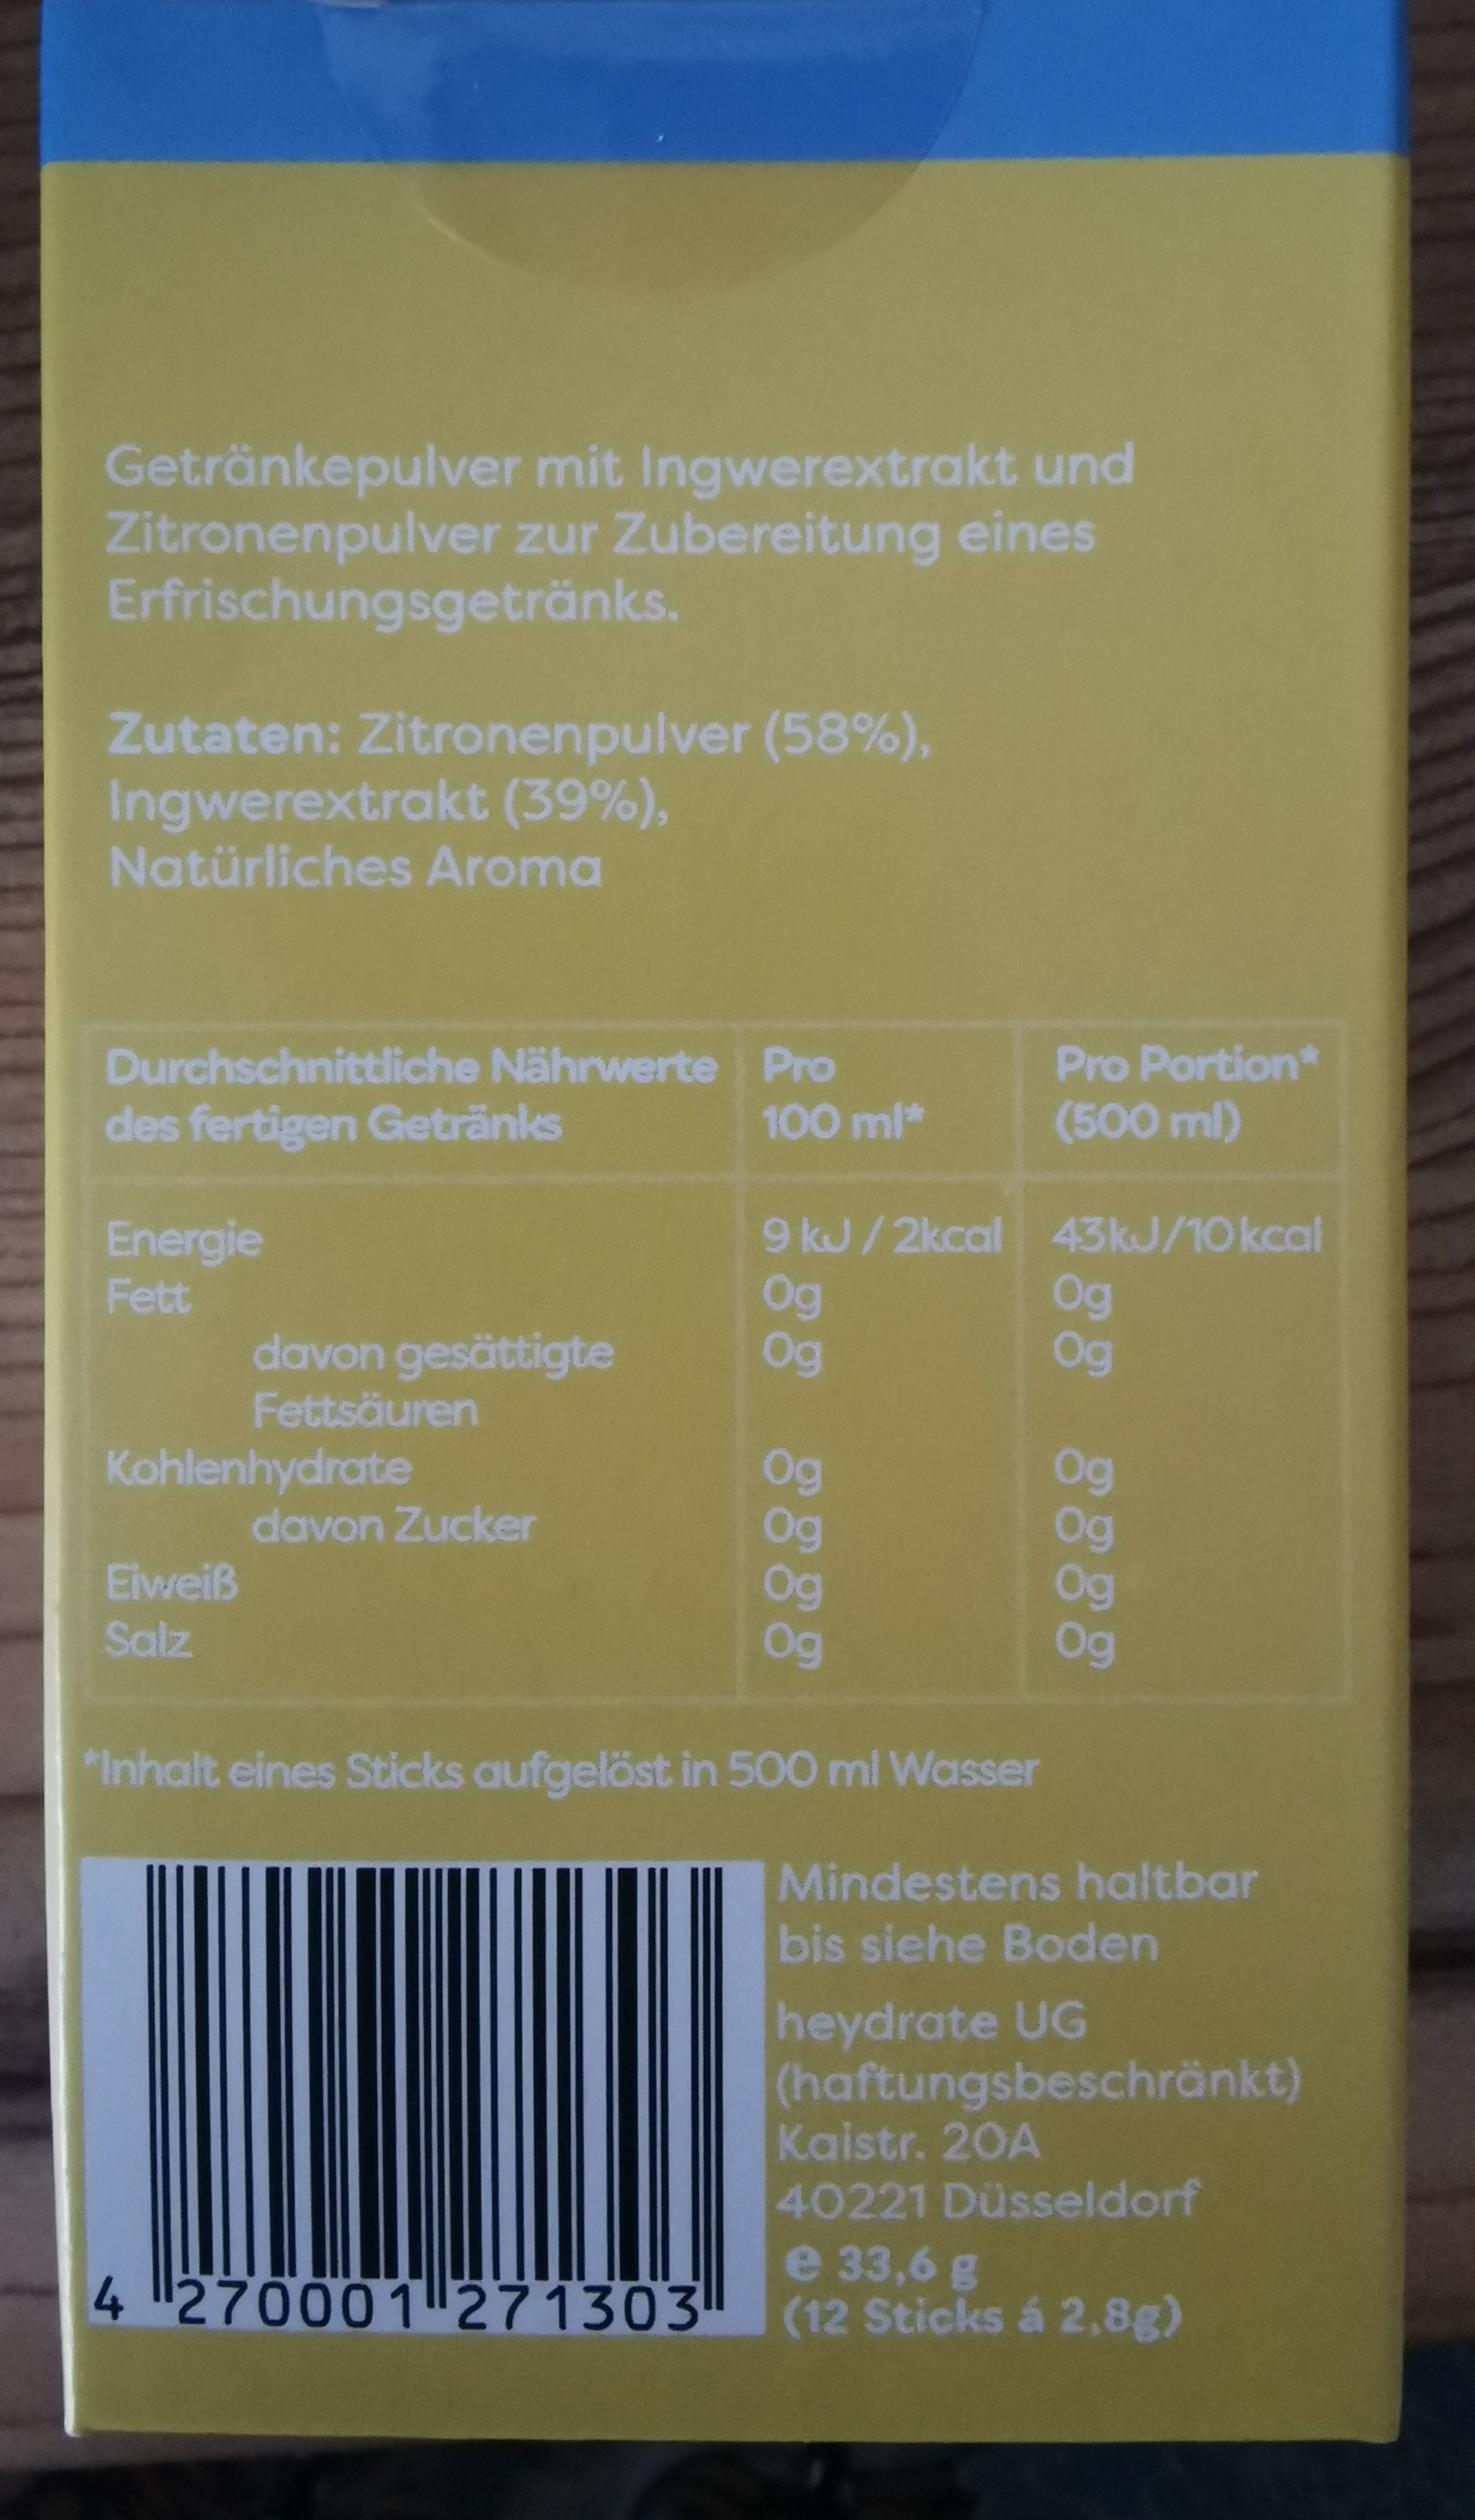 Getränkepulver mit Ingwerextrakt und
Zitronenpulver zur Zubereitung eines
Erfrischungsgetränks.
Zutaten: Zitronenpulver (58%),
Ingwerextrakt (39%),
Natürliches Aroma
Durchschnittliche Nährwerte des fertigen Getränks Pro 100 ml* Pro Portion* (500 ml)
Energie 9 kJ / 2kcal 43kJ/10kcal
Fett 0g 0g
davon gesättigte 0g 0g
Fettsäuren
Kohlenhydrate 0g 0g
davon Zucker 0g 0g
Eiweiß 0g 0g
Salz 0g 0g
*Inhalt eines Sticks aufgelöst in 500 ml Wasser
4 270001 271303
Mindestens haltbar
bis siehe Boden
heydrate UG
(haftungsbeschränkt)
Kaistr. 20A
40221 Düsseldorf
e 33,6 g
(12 Sticks á 2,8g)